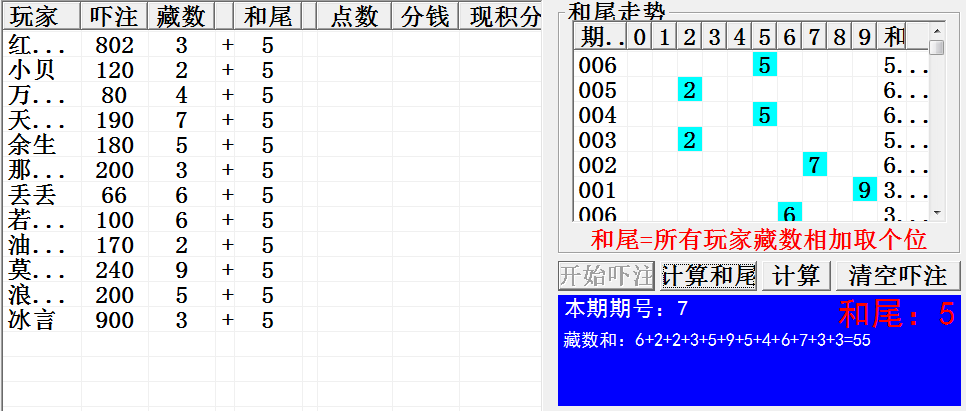 玩家 吓注 藏数 和尾 点数 分钱 现积分
红... 802 3 + 5
小贝 120 2 + 5
万... 80 4 + 5
天... 190 7 + 5
余生 180 5 + 5
那... 200 3 + 5
丢丢 66 6 + 5
若... 100 6 + 5
油... 170 2 + 5
莫... 240 9 + 5
浪... 200 5 + 5
冰言 900 3 + 5
和尾走势
期.. 0 1 2 3 4 5 6 7 8 9 和
006 5 5...
005 2 6...
004 5 6...
003 2 5...
002 7 6...
001 9 3...
006 6 3...
和尾=所有玩家藏数相加取个位
开始吓注 计算和尾 计算 清空吓注
本期期号：7 和尾：5
藏数和：6+2+2+3+5+9+5+4+6+7+3+3=55